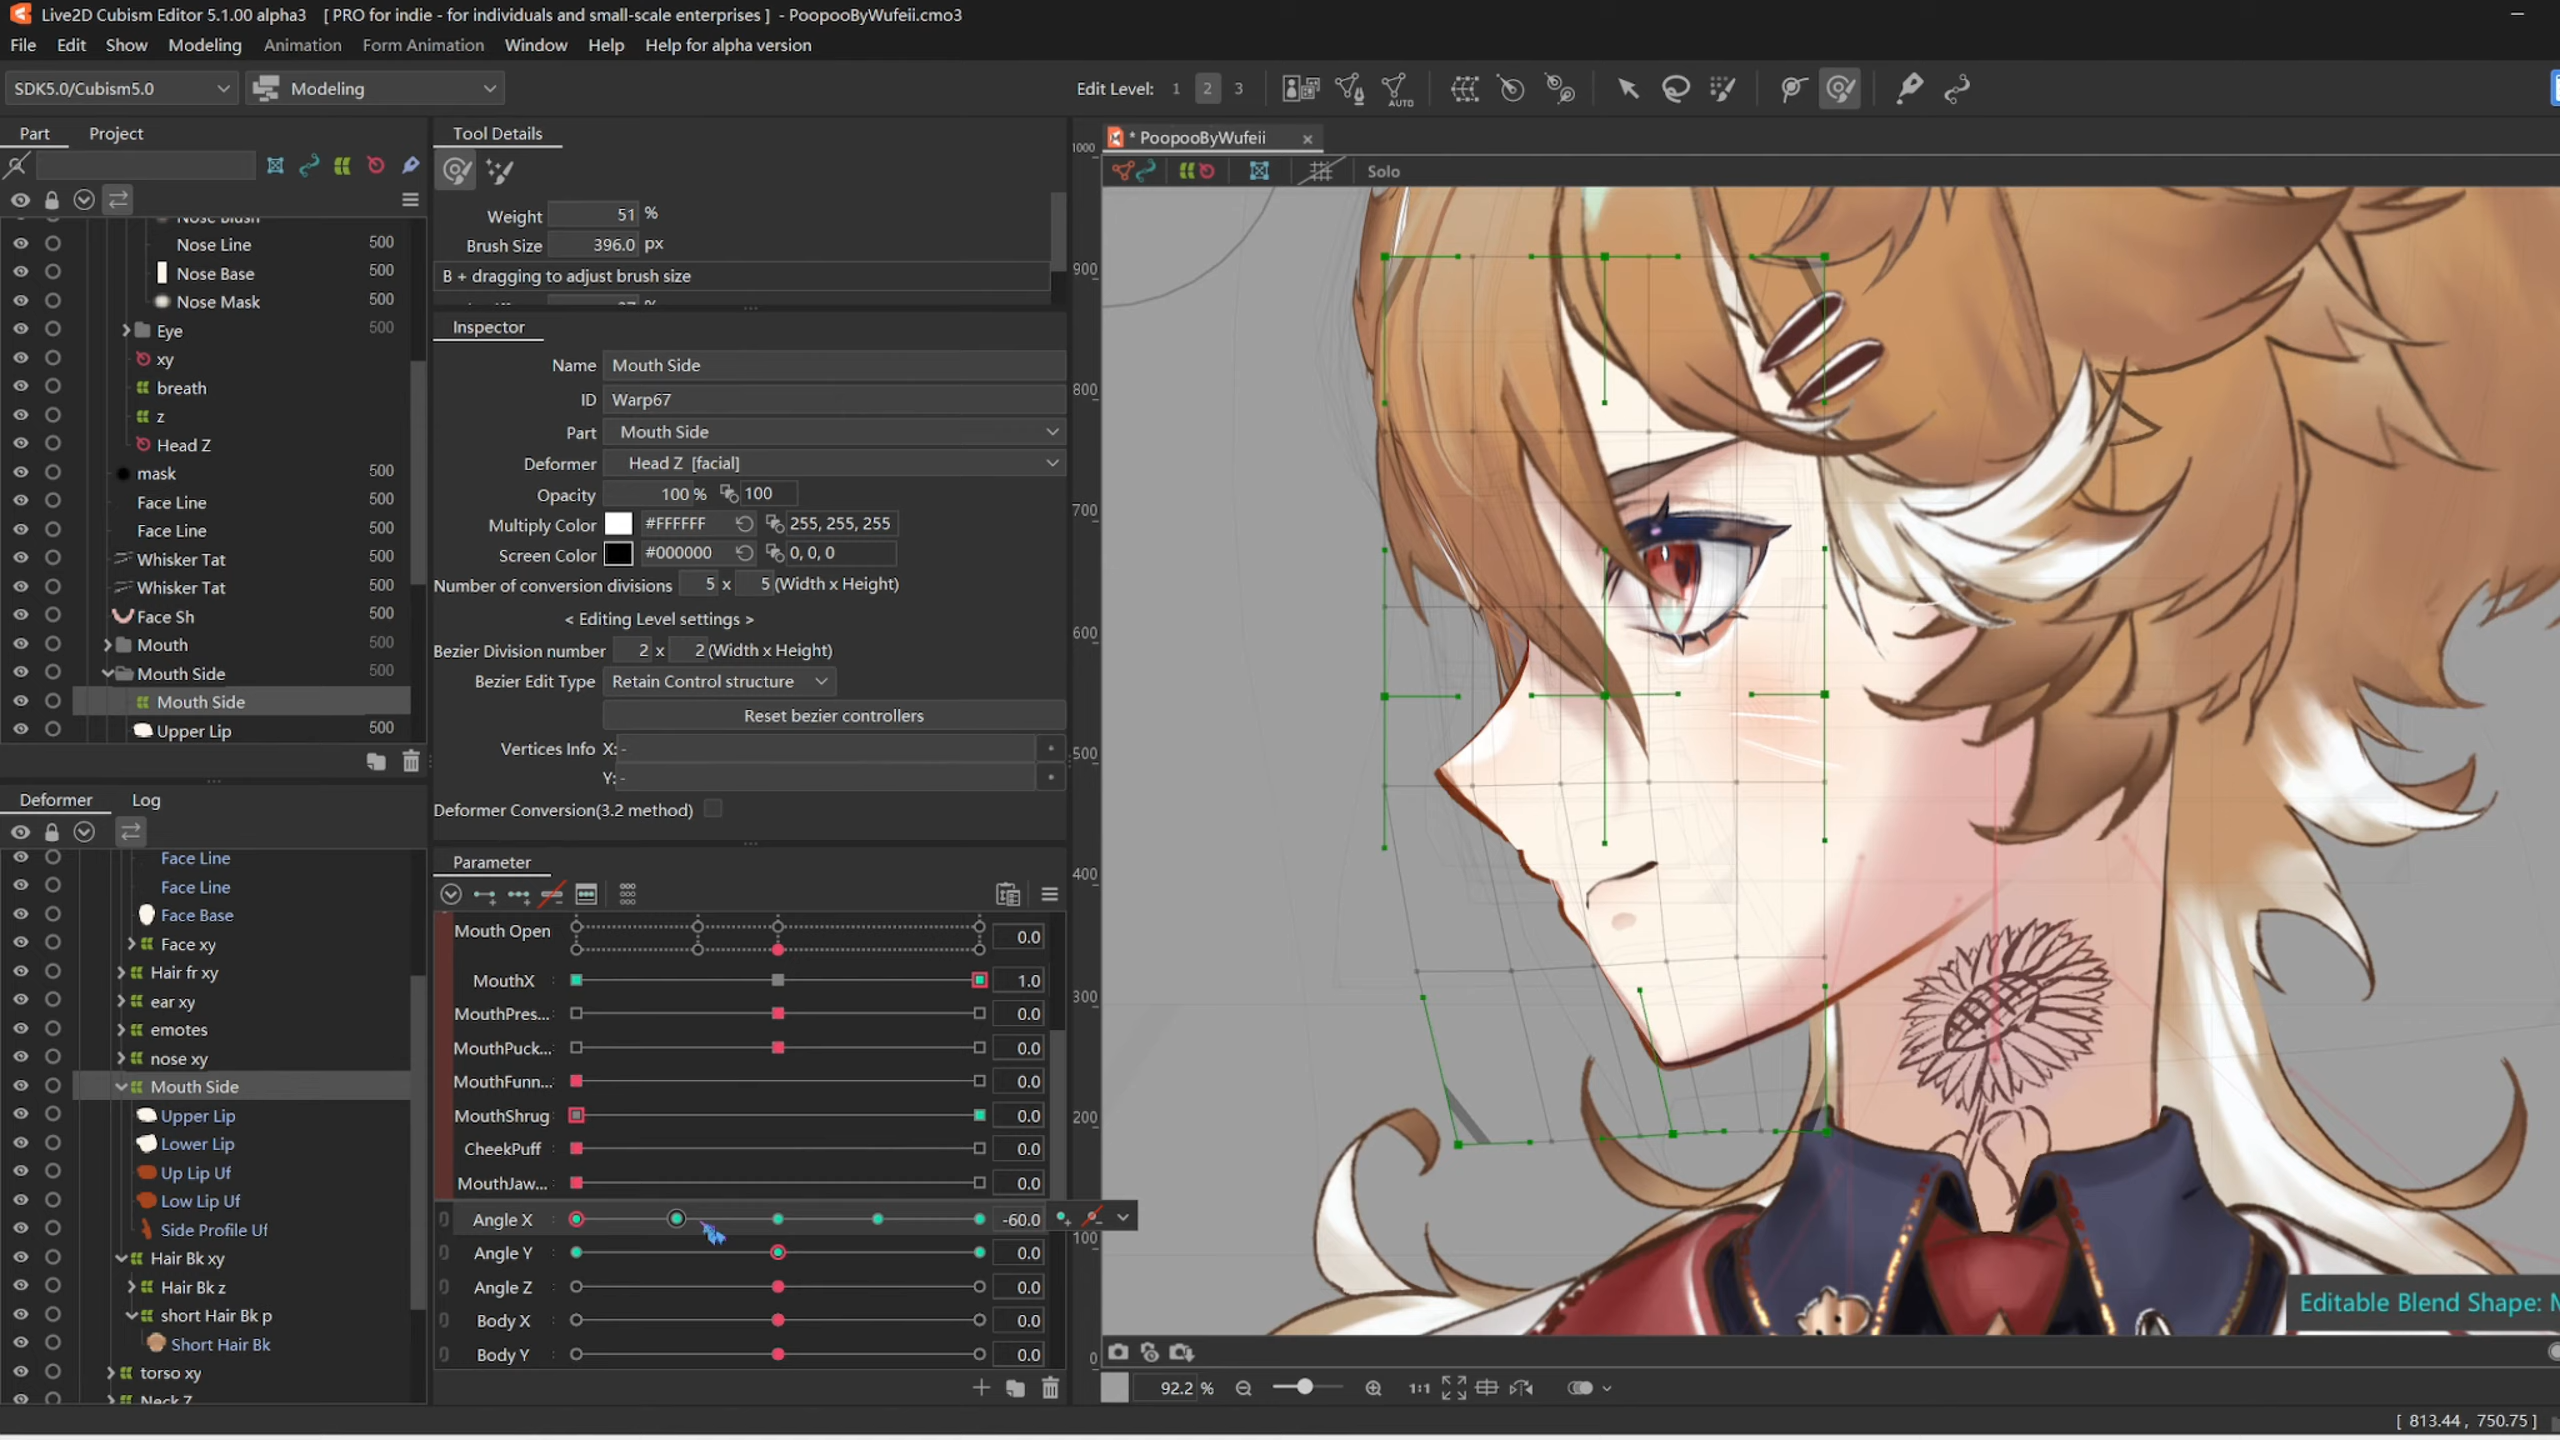 Live2D Cubism Editor 5.1.00 alpha3 [ PRO for indie - for individuals and small-scale enterprises ] - PoopooByWufeii.cmo3
File Edit Show Modeling Animation Form Animation Window Help Help for alpha version
SDK5.0/Cubism5.0 Modeling Edit Level: 1 2 3 AUTO
Part Project
Nose Blush
Nose Line 500
Nose Base 500
Nose Mask 500
Eye 500
xy
breath
z
Head Z
mask 500
Face Line 500
Face Line 500
Whisker Tat 500
Whisker Tat 500
Face Sh 500
Mouth 500
Mouth Side 500
Mouth Side
Upper Lip 500
Deformer Log
Face Line
Face Line
Face Base
Face xy
Hair fr xy
ear xy
emotes
nose xy
Mouth Side
Upper Lip
Lower Lip
Up Lip Uf
Low Lip Uf
Side Profile Uf
Hair Bk xy
Hair Bk z
short Hair Bk p
Short Hair Bk
torso xy
Neck Z
Tool Details
Weight 51 %
Brush Size 396.0 px
B + dragging to adjust brush size
Inspector
Name Mouth Side
ID Warp67
Part Mouth Side
Deformer Head Z [facial]
Opacity 100 % 100
Multiply Color #FFFFFF 255, 255, 255
Screen Color #000000 0, 0, 0
Number of conversion divisions 5 x 5 (Width x Height)
< Editing Level settings >
Bezier Division number 2 x 2 (Width x Height)
Bezier Edit Type Retain Control structure
Reset bezier controllers
Vertices Info X: -
Y: -
Deformer Conversion(3.2 method)
Parameter
Mouth Open 0.0
MouthX 1.0
MouthPres... 0.0
MouthPuck... 0.0
MouthFunn... 0.0
MouthShrug 0.0
CheekPuff 0.0
MouthJaw... 0.0
Angle X -60.0
Angle Y 0.0
Angle Z 0.0
Body X 0.0
Body Y 0.0
* PoopooByWufeii
Solo
1000
900
800
700
600
500
400
300
200
100
0
Editable Blend Shape: M
92.2 % 1:1
[ 813.44 , 750.75 ]